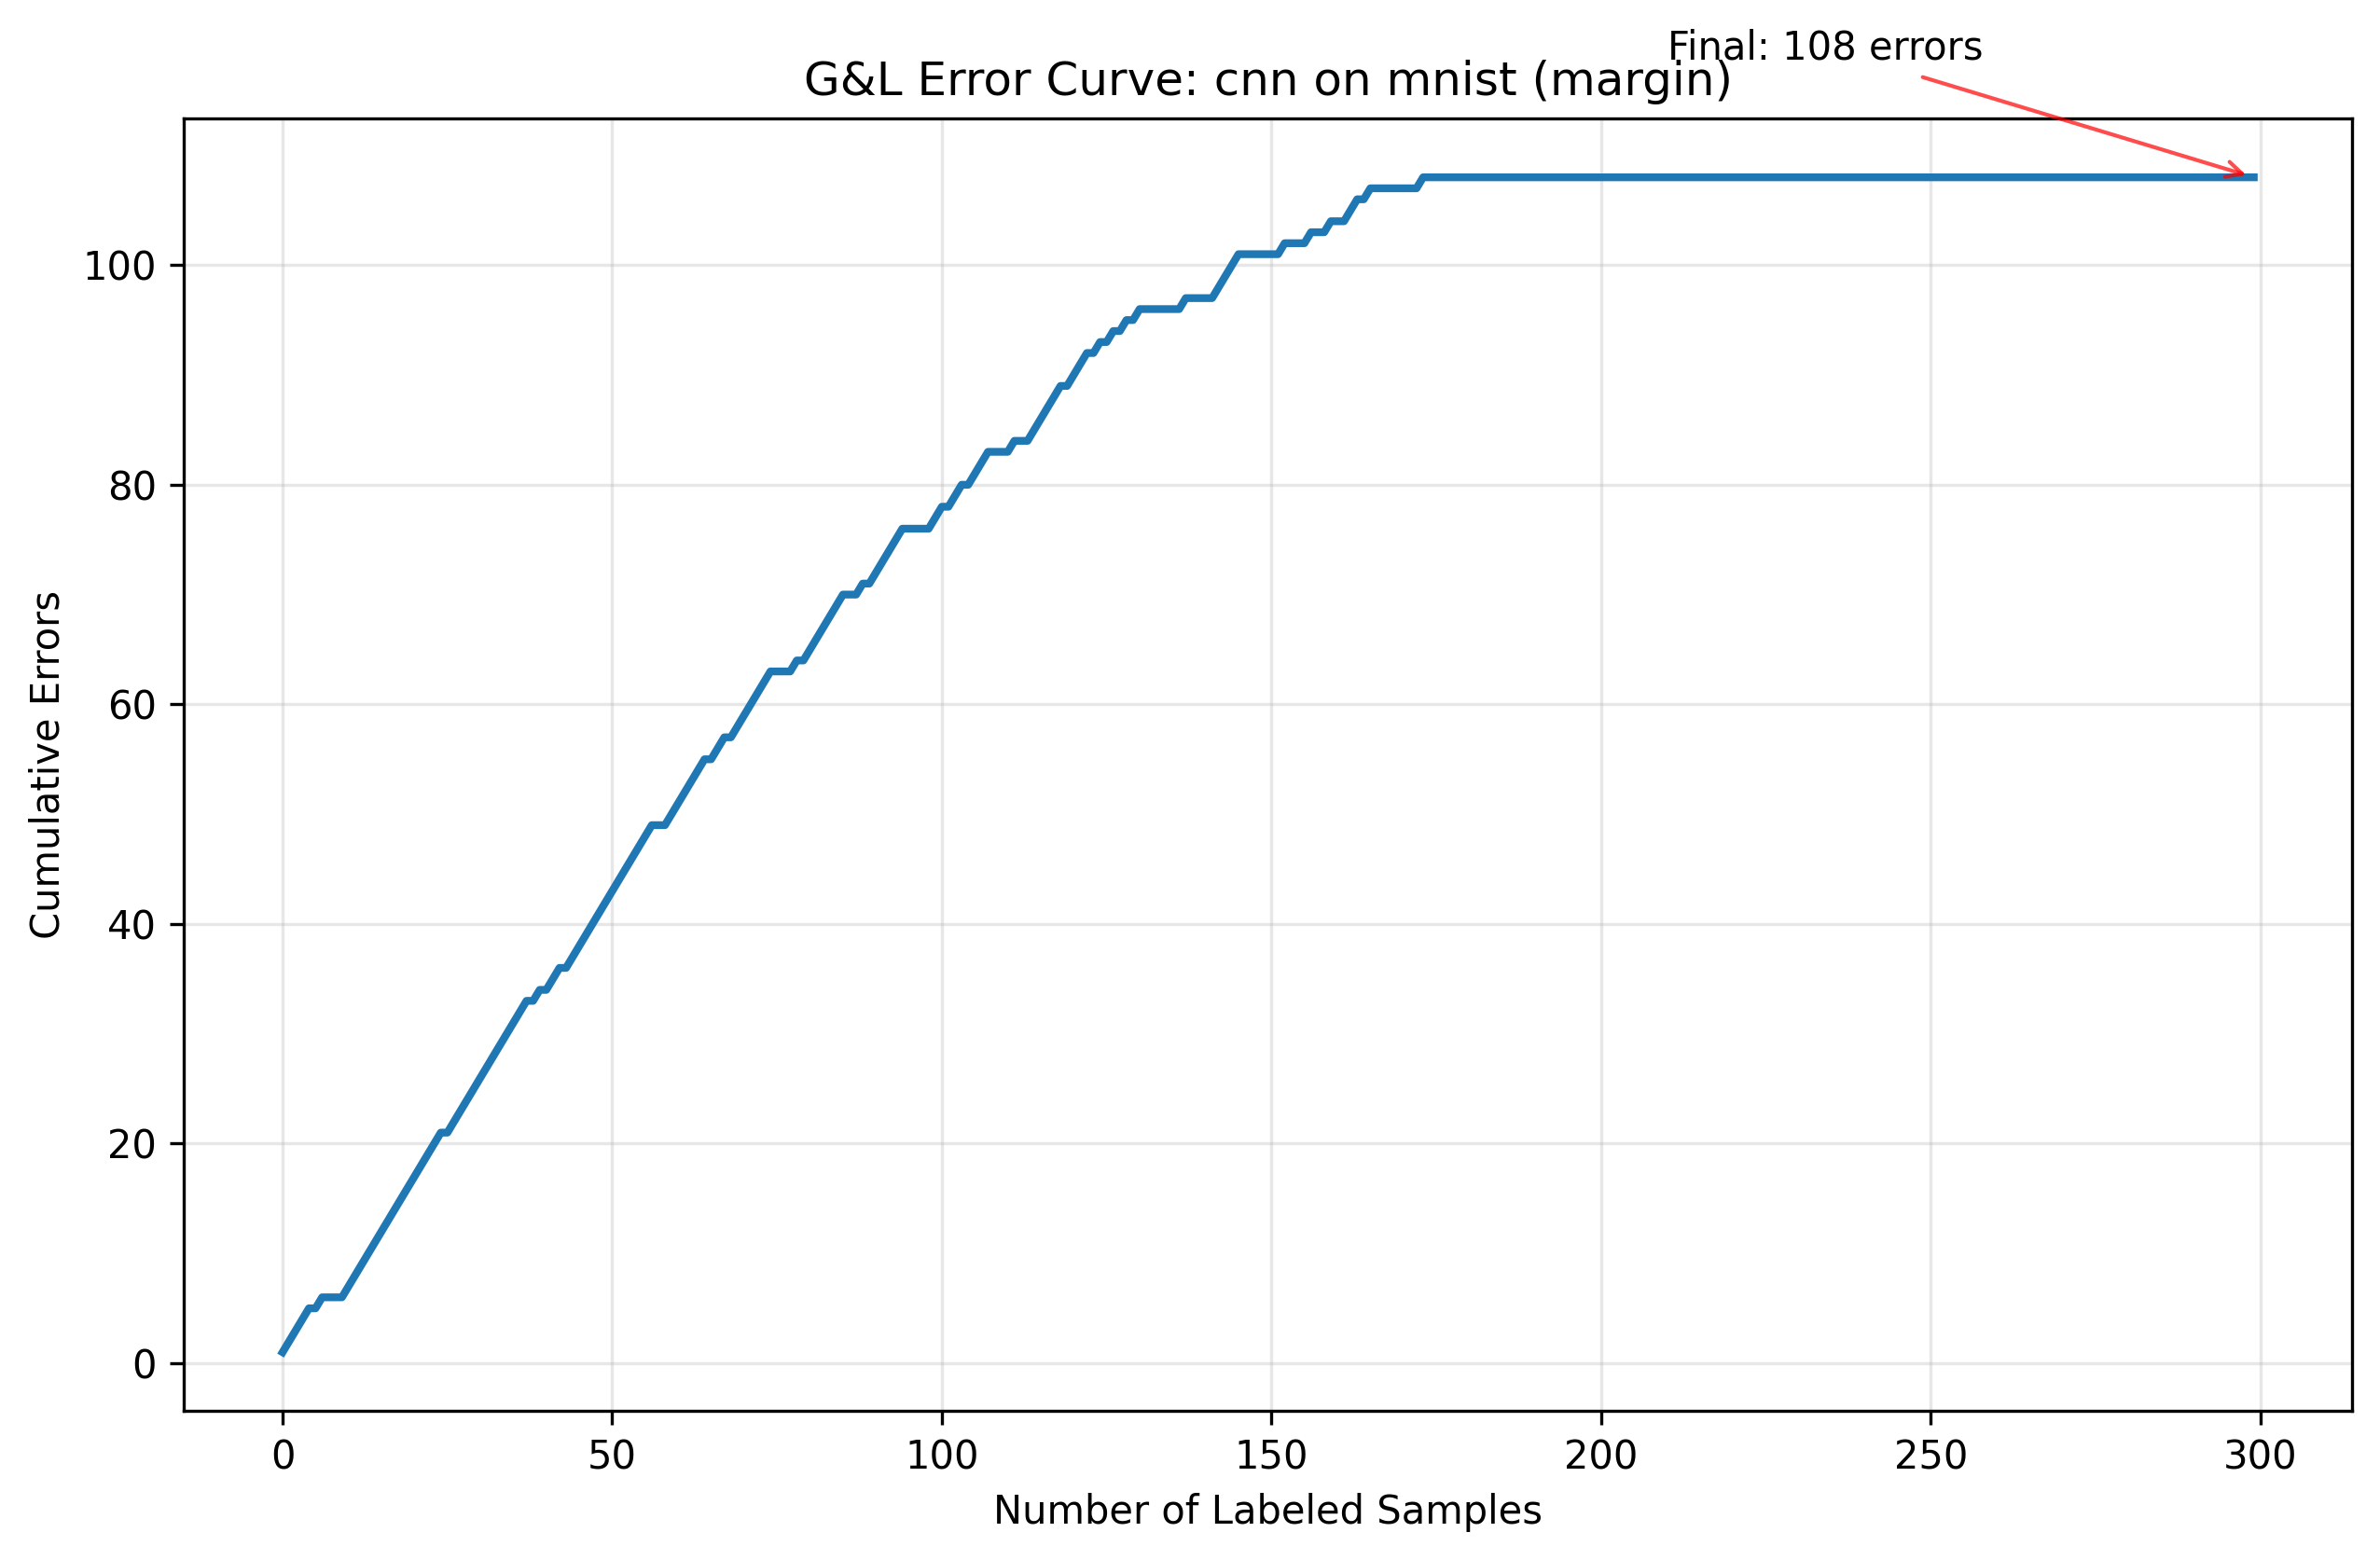 Final: 108 errors
G&L Error Curve: cnn on mnist (margin)
Cumulative Errors
100
80
60
40
20
0
0 50 100 150 200 250 300
Number of Labeled Samples